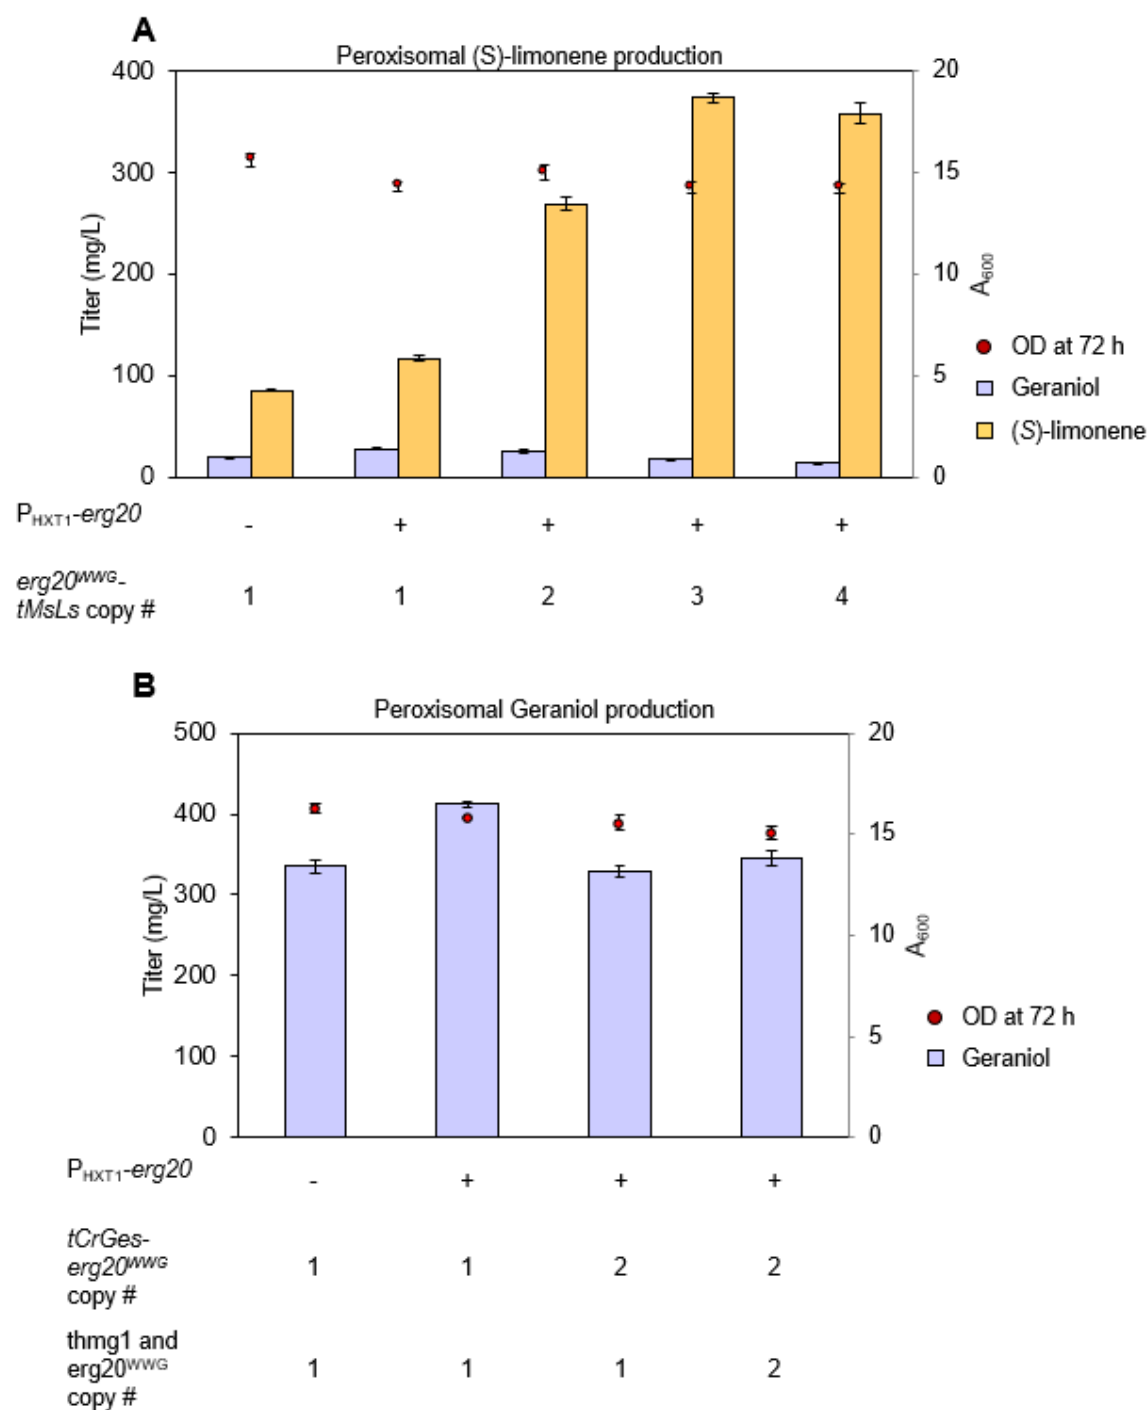 A
Peroxisomal (S)-limonene production
400
300
200
100
0
Titer (mg/L)
20
15
10
5
0
A600
OD at 72 h
Geraniol
(S)-limonene
PHXT1-erg20
- + + + +
erg20WWG-
tMsLs copy #
1 1 2 3 4
B
Peroxisomal Geraniol production
500
400
300
200
100
0
Titer (mg/L)
20
15
10
5
0
A600
OD at 72 h
Geraniol
PHXT1-erg20
- + + +
tCrGes-
erg20WWG
copy #
1 1 2 2
thmg1 and
erg20WWG
copy #
1 1 1 2